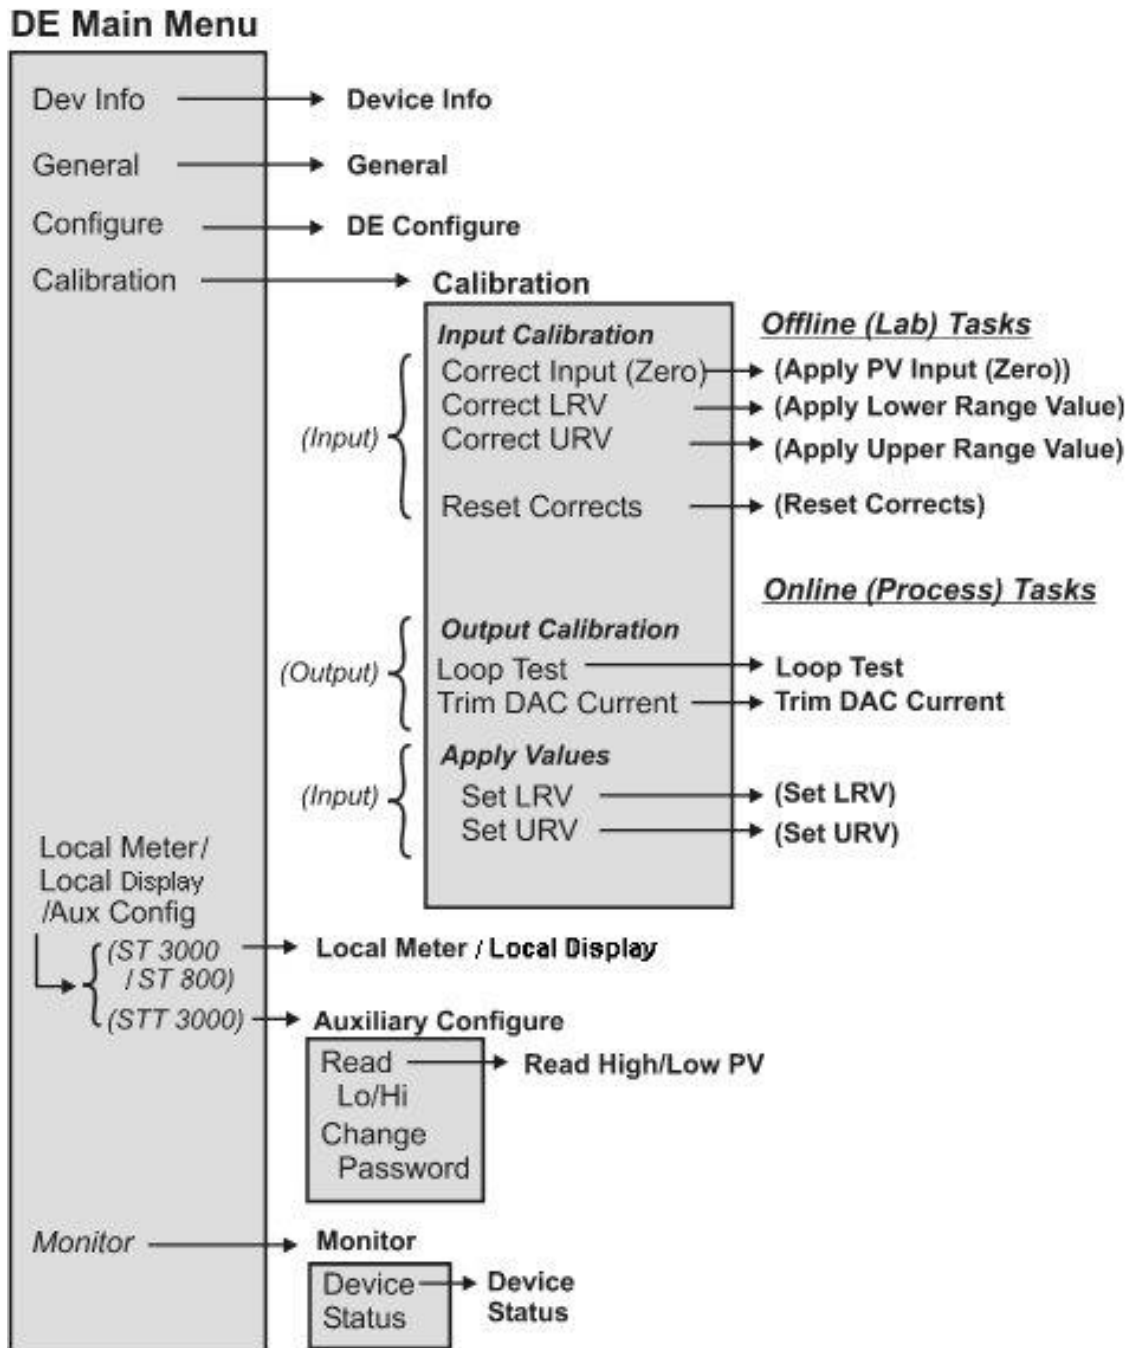 DE Main Menu
Dev Info
Device Info
General
General
Configure
DE Configure
Calibration
Calibration
Input Calibration
Offline (Lab) Tasks
(Input)
Correct Input (Zero)
(Apply PV Input (Zero))
Correct LRV
(Apply Lower Range Value)
Correct URV
(Apply Upper Range Value)
Reset Corrects
(Reset Corrects)
Online (Process) Tasks
Output Calibration
(Output)
Loop Test
Loop Test
Trim DAC Current
Trim DAC Current
Apply Values
(Input)
Set LRV
(Set LRV)
Set URV
(Set URV)
Local Meter/
Local Display
/Aux Config
(ST 3000
/ ST 800)
Local Meter / Local Display
(STT 3000)
Auxiliary Configure
Read
Lo/Hi
Read High/Low PV
Change
Password
Monitor
Monitor
Device
Status
Device
Status